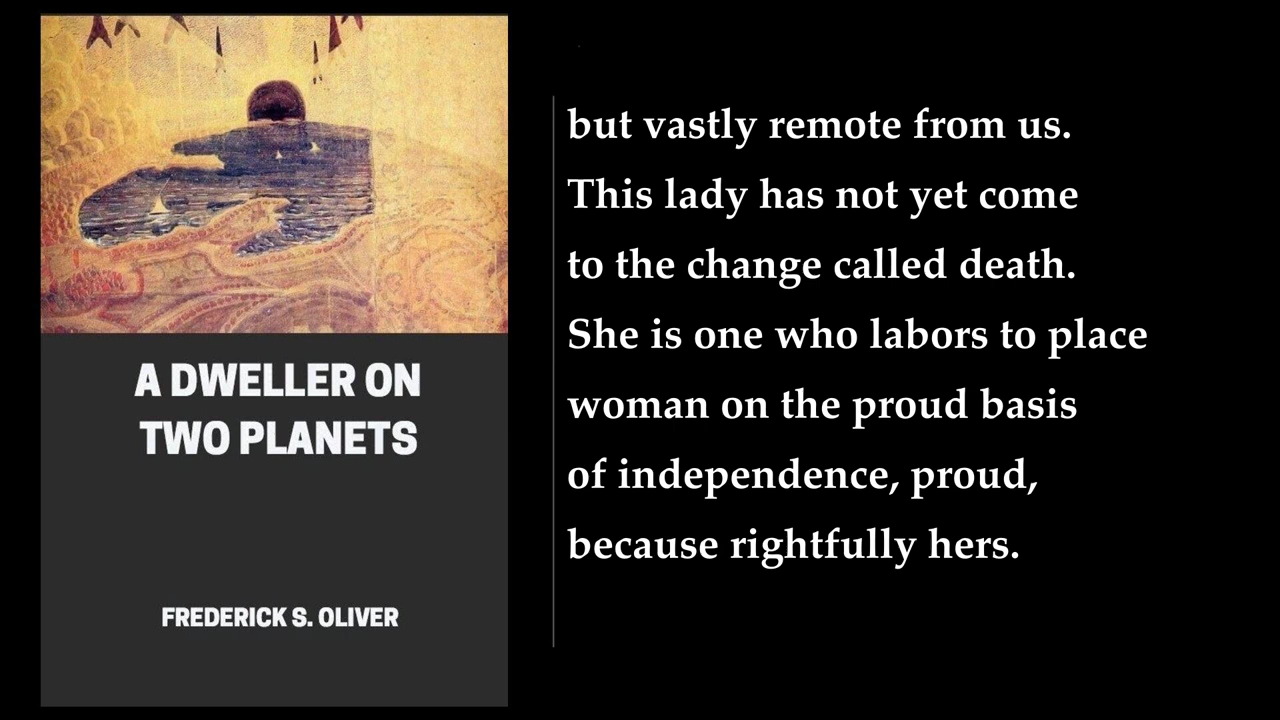 A DWELLER ON
TWO PLANETS
FREDERICK S. OLIVER
but vastly remote from us.
This lady has not yet come
to the change called death.
She is one who labors to place
woman on the proud basis
of independence, proud,
because rightfully hers.